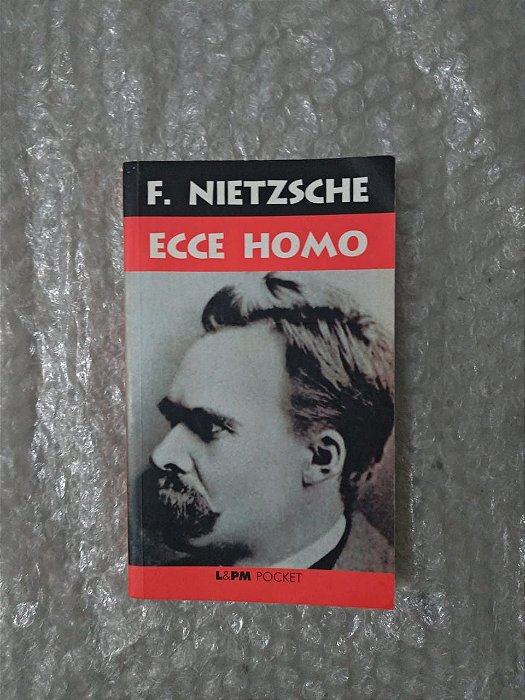 F. NIETZSCHE
ECCE HOMO
L&PM POCKET